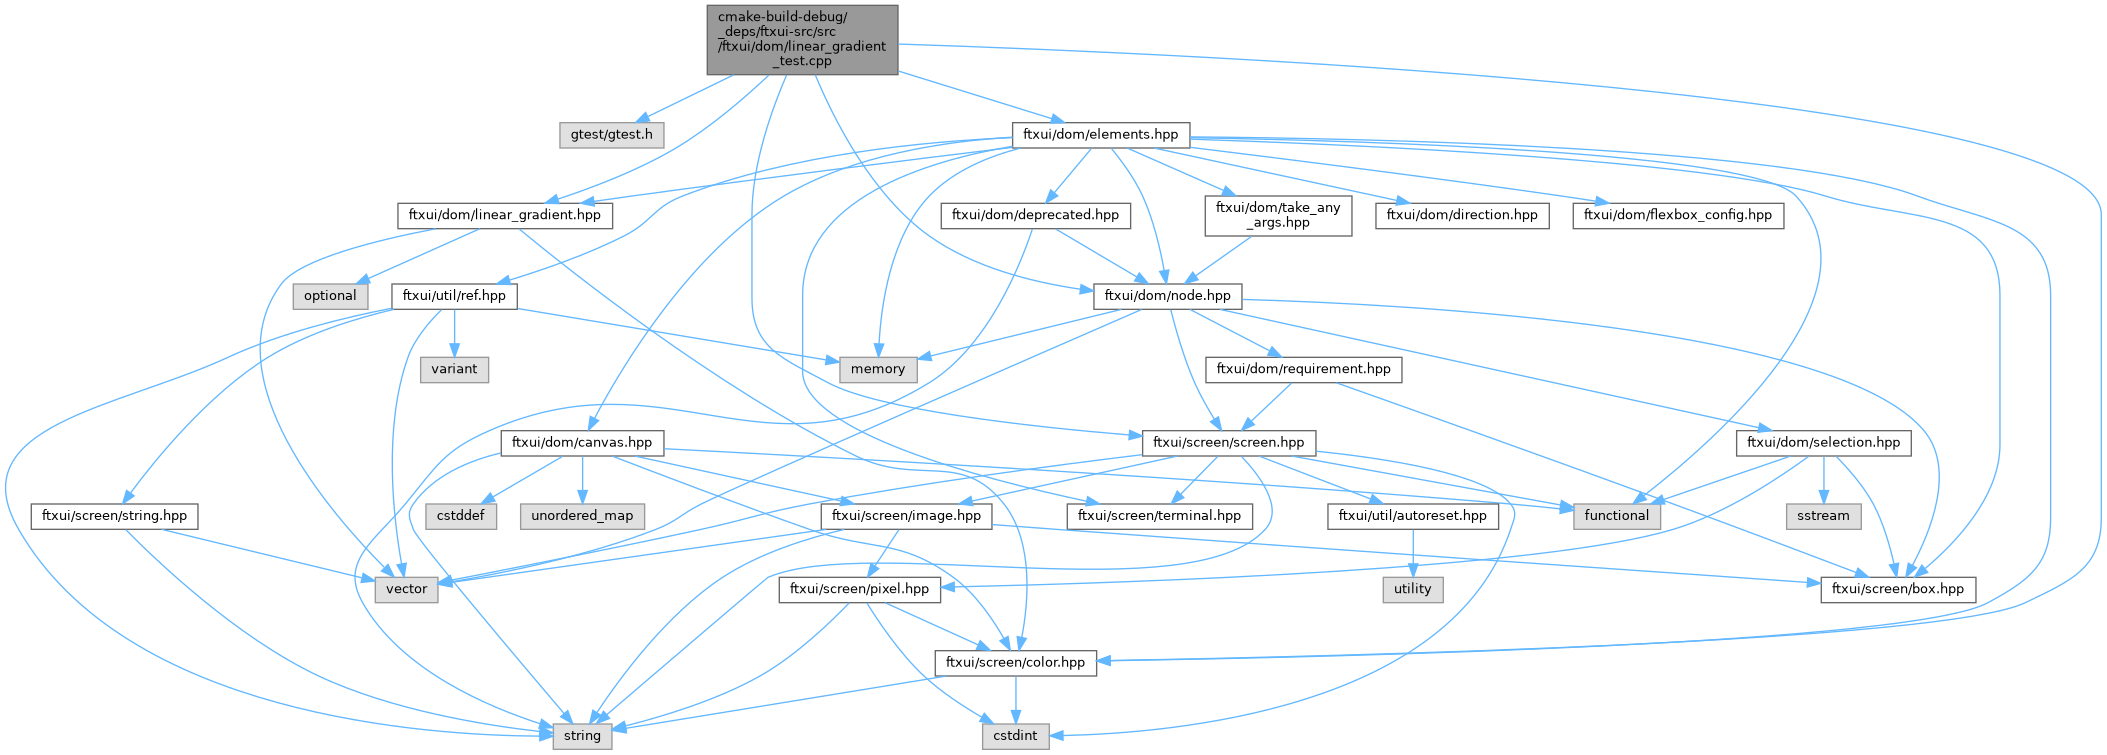 cmake-build-debug/
_deps/ftxui-src/src
/ftxui/dom/linear_gradient
_test.cpp
gtest/gtest.h
ftxui/dom/elements.hpp
ftxui/dom/linear_gradient.hpp
ftxui/dom/deprecated.hpp
ftxui/dom/take_any
_args.hpp
ftxui/dom/direction.hpp
ftxui/dom/flexbox_config.hpp
optional
ftxui/util/ref.hpp
ftxui/dom/node.hpp
variant
memory
ftxui/dom/requirement.hpp
ftxui/dom/canvas.hpp
ftxui/screen/screen.hpp
ftxui/dom/selection.hpp
ftxui/screen/string.hpp
cstddef
unordered_map
ftxui/screen/image.hpp
ftxui/screen/terminal.hpp
ftxui/util/autoreset.hpp
functional
sstream
vector
ftxui/screen/pixel.hpp
utility
ftxui/screen/box.hpp
ftxui/screen/color.hpp
string
cstdint